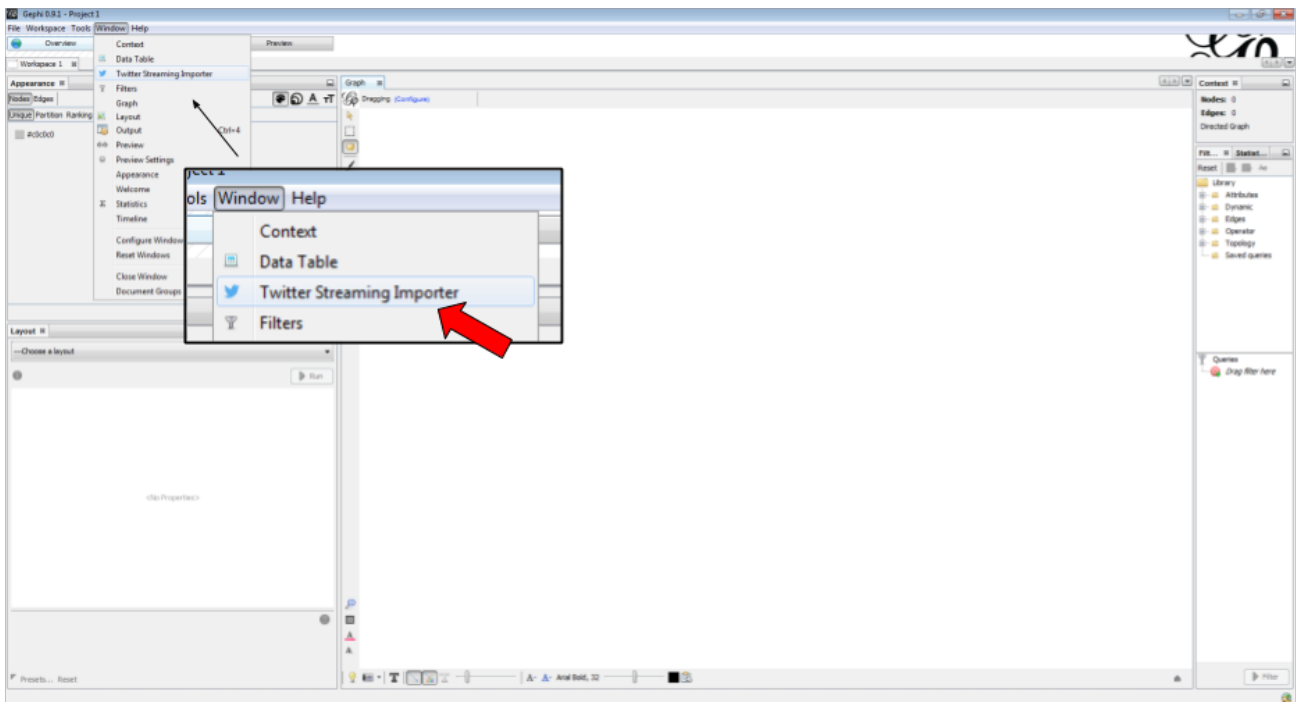 Gephi 0.9.1 - Project 1
File Workspace Tools Window Help
Overview
Preview
Workspace 1
Context
Data Table
Twitter Streaming Importer
Filters
Graph
Layout
Output Ctrl+4
Preview
Preview Settings
Appearance
Welcome
Statistics
Timeline
Configure Window
Reset Windows
Close Window
Document Groups
Appearance
Nodes Edges
Unique Partition Ranking
#c0c0c0
Layout
---Choose a layout
Run
<No Properties>
Presets... Reset
ols Window Help
Context
Data Table
Twitter Streaming Importer
Filters
Graph
Dragging (Configure)
A- A- Arial Bold, 32
Context
Nodes: 0
Edges: 0
Directed Graph
Filt... Statist...
Reset
Library
Attributes
Dynamic
Edges
Operator
Topology
Saved queries
Queries
Drag filter here
Filter